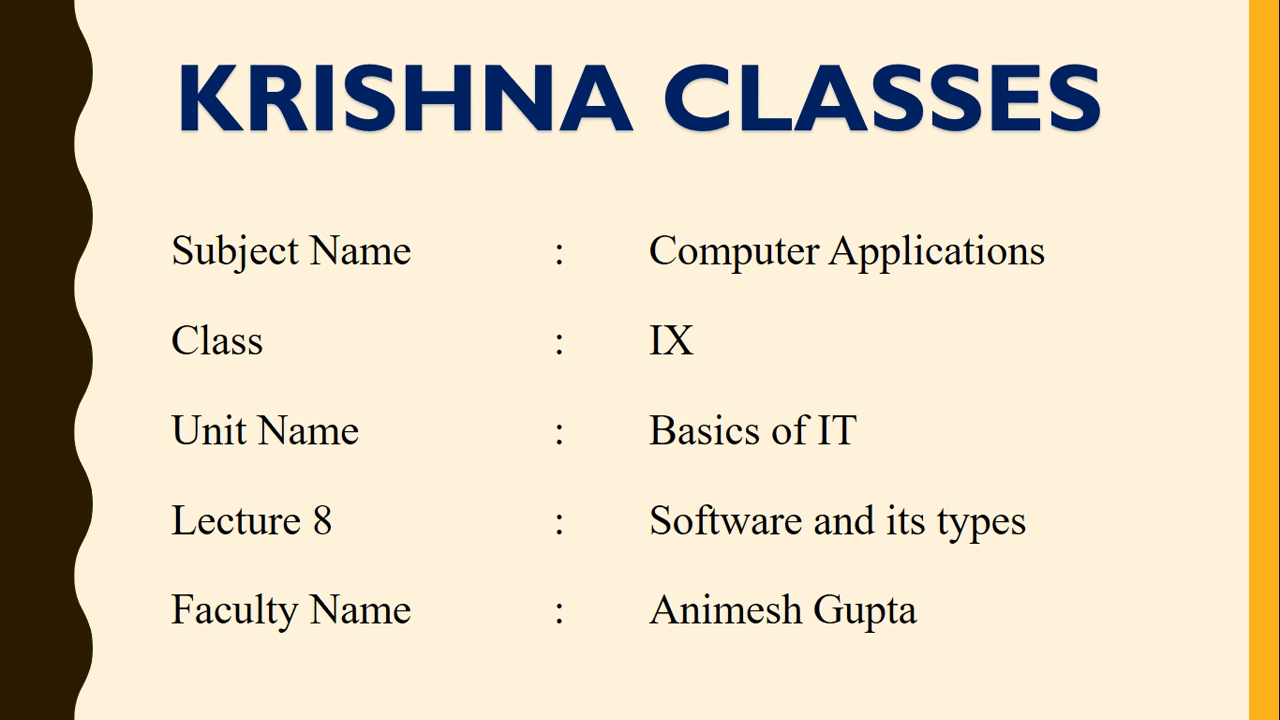 KRISHNA CLASSES
Subject Name : Computer Applications
Class : IX
Unit Name : Basics of IT
Lecture 8 : Software and its types
Faculty Name : Animesh Gupta